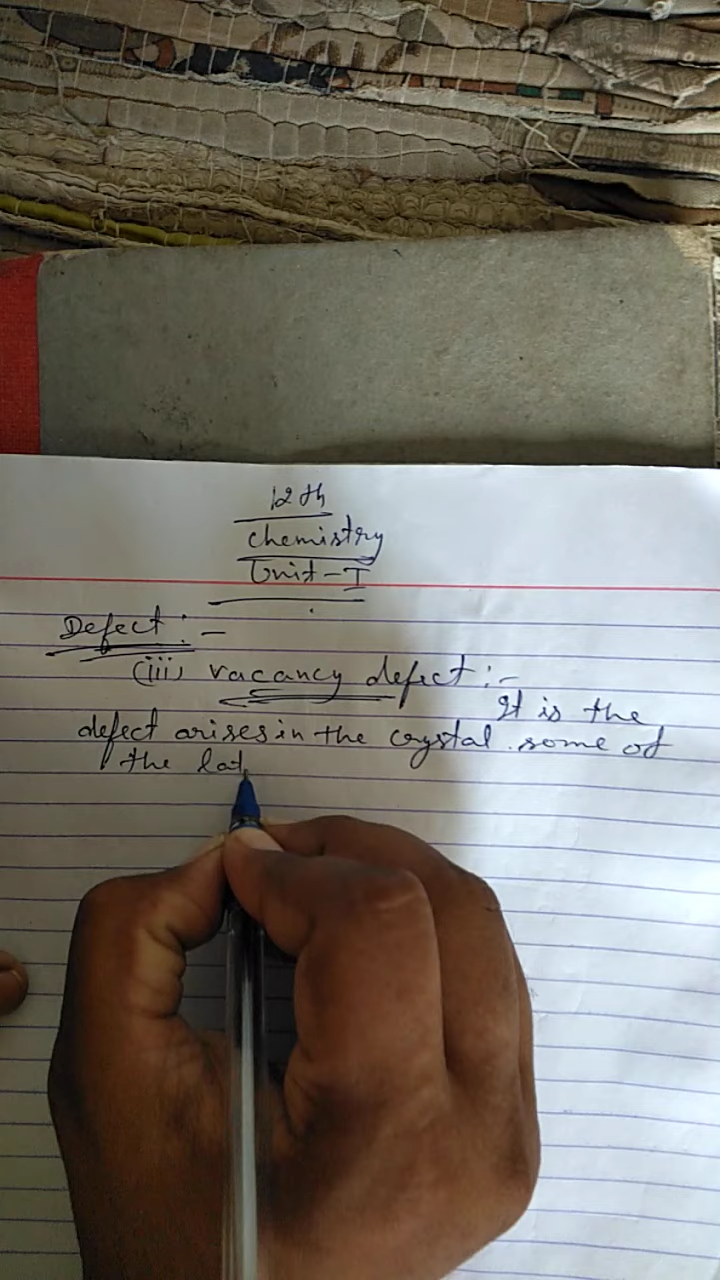 12th
chemistry
Unit-I
Defect :-
(iii) vacancy defect :-
It is the
defect arises in the crystal. some of
the lat